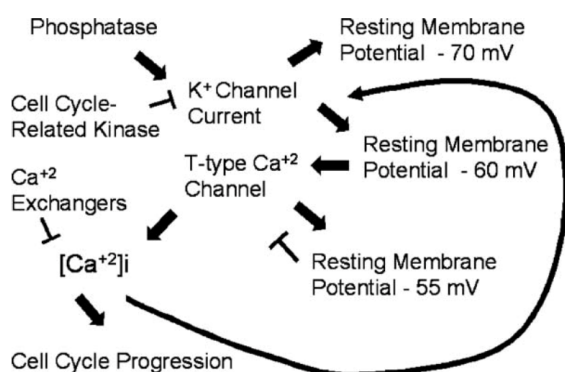 Phosphatase
Resting Membrane
Potential - 70 mV
K+ Channel
Current
Cell Cycle-
Related Kinase
Resting Membrane
Potential - 60 mV
T-type Ca+2
Channel
Ca+2
Exchangers
[Ca+2]i
Resting Membrane
Potential - 55 mV
Cell Cycle Progression